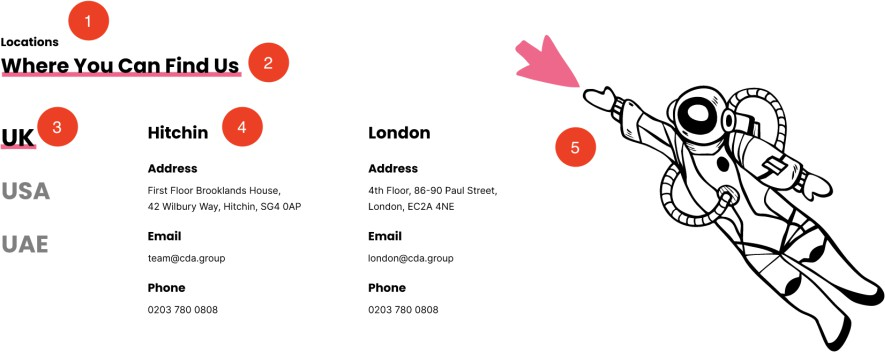 1
Locations
Where You Can Find Us
2
UK
3
USA
UAE
Hitchin
4
Address
First Floor Brooklands House,
42 Wilbury Way, Hitchin, SG4 0AP
Email
team@cda.group
Phone
0203 780 0808
London
Address
4th Floor, 86-90 Paul Street,
London, EC2A 4NE
Email
london@cda.group
Phone
0203 780 0808
5